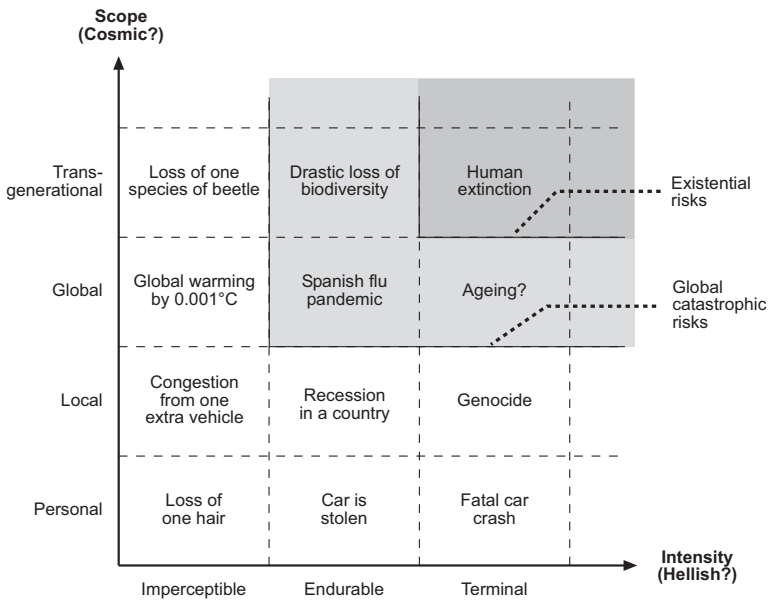 Scope
(Cosmic?)
Trans-
generational
Loss of one
species of beetle
Drastic loss of
biodiversity
Human
extinction
Existential
risks
Global
Global warming
by 0.001°C
Spanish flu
pandemic
Ageing?
Global
catastrophic
risks
Local
Congestion
from one
extra vehicle
Recession
in a country
Genocide
Personal
Loss of
one hair
Car is
stolen
Fatal car
crash
Intensity
(Hellish?)
Imperceptible
Endurable
Terminal